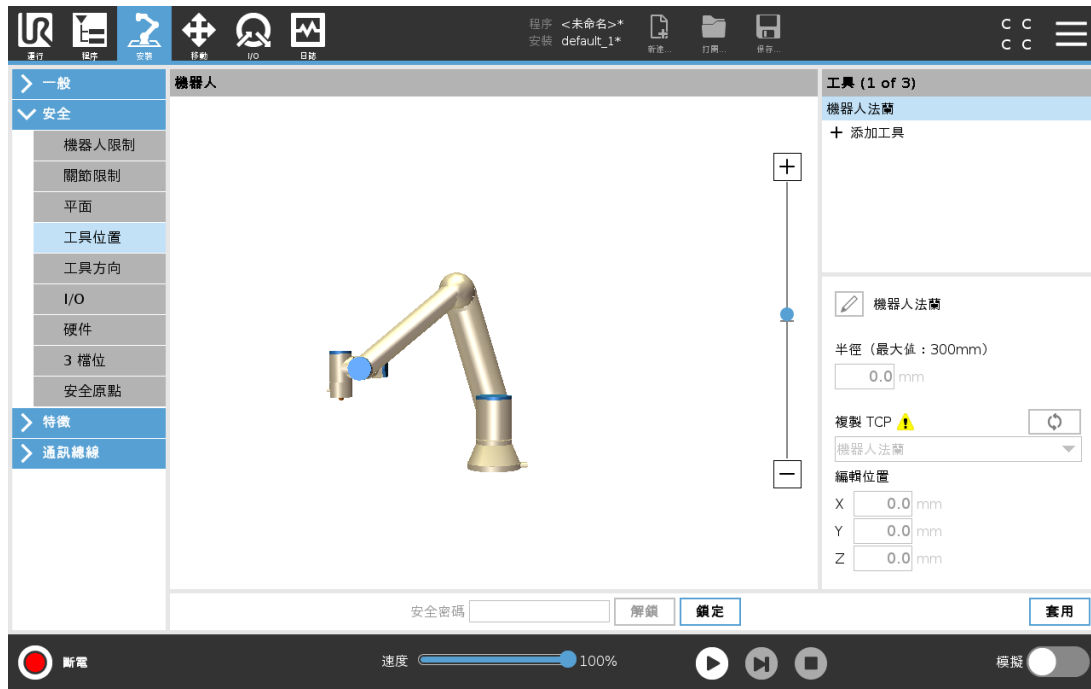 程序 <未命名>*
安裝 default_1*
運行 程序 安裝 移動 I/O 日誌 新建... 打開... 保存...
C C
C C
一般
安全
機器人限制
關節限制
平面
工具位置
工具方向
I/O
硬件
3 檔位
安全原點
特徵
通訊總線
機器人
工具 (1 of 3)
機器人法蘭
添加工具
機器人法蘭
半徑（最大値：300mm）
0.0 mm
複製 TCP
機器人法蘭
編輯位置
X 0.0 mm
Y 0.0 mm
Z 0.0 mm
安全密碼 解鎖 鎖定 套用
斷電 速度 100% 模擬